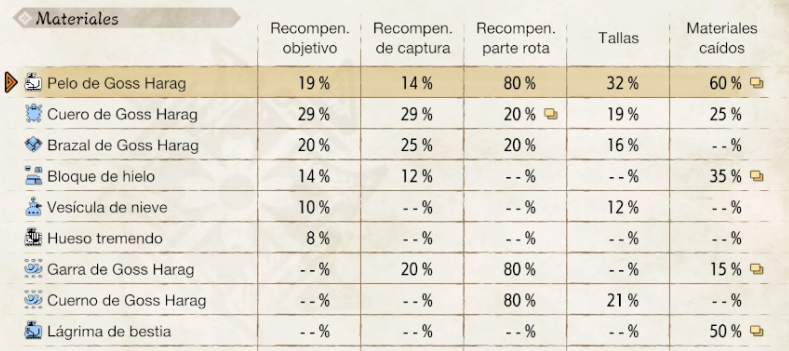 Materiales
Recompen. objetivo Recompen. de captura Recompen. parte rota Tallas Materiales caídos
Pelo de Goss Harag 19 % 14 % 80 % 32 % 60 %
Cuero de Goss Harag 29 % 29 % 20 % 19 % 25 %
Brazal de Goss Harag 20 % 25 % 20 % 16 % - - %
Bloque de hielo 14 % 12 % - - % - - % 35 %
Vesícula de nieve 10 % - - % - - % 12 % - - %
Hueso tremendo 8 % - - % - - % - - % - - %
Garra de Goss Harag - - % 20 % 80 % - - % 15 %
Cuerno de Goss Harag - - % - - % 80 % 21 % - - %
Lágrima de bestia - - % - - % - - % - - % 50 %